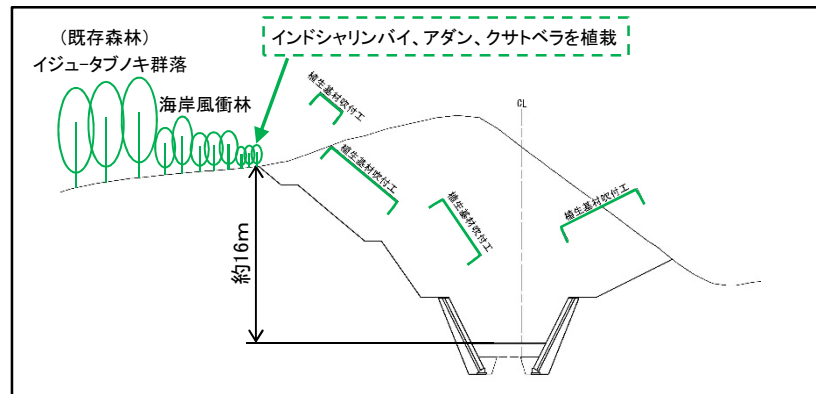 （既存森林）
イジュータブノキ群落
海岸風衝林
インドシャリンバイ、アダン、クサトベラを植栽
植生基材吹付工
植生基材吹付工
植生基材吹付工
植生基材吹付工
CL
約16m